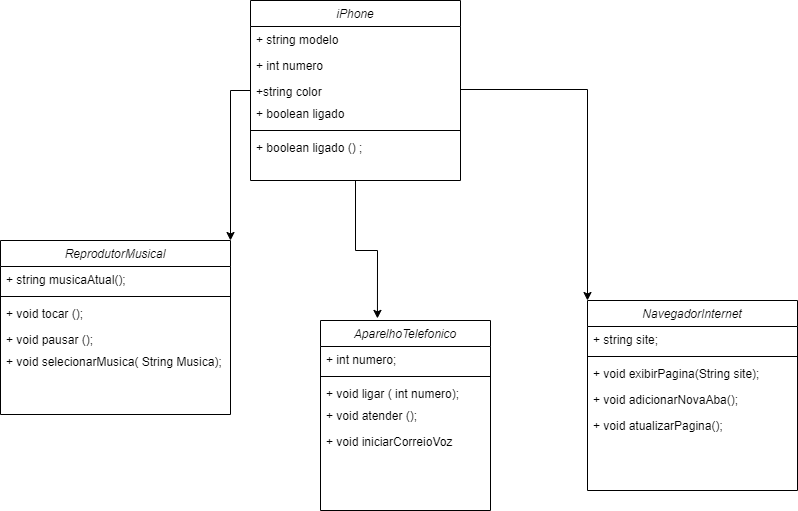 iPhone
+ string modelo
+ int numero
+string color
+ boolean ligado
+ boolean ligado () ;
ReprodutorMusical
+ string musicaAtual();
+ void tocar ();
+ void pausar ();
+ void selecionarMusica( String Musica);
AparelhoTelefonico
+ int numero;
+ void ligar ( int numero);
+ void atender ();
+ void iniciarCorreioVoz
NavegadorInternet
+ string site;
+ void exibirPagina(String site);
+ void adicionarNovaAba();
+ void atualizarPagina();